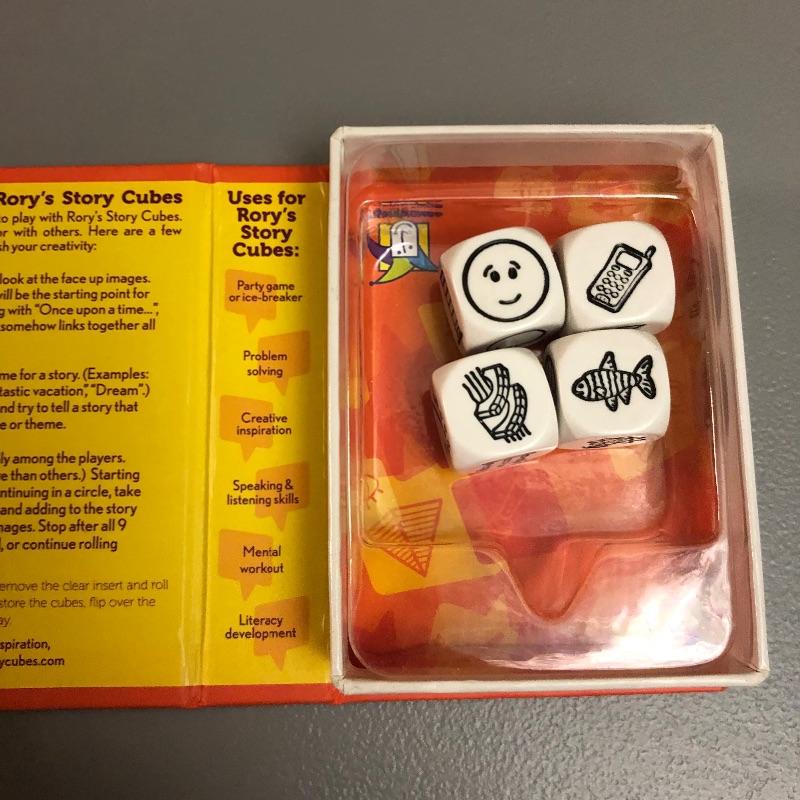 Rory's Story Cubes
to play with Rory's Story Cubes.
or with others. Here are a few
sh your creativity:
look at the face up images.
will be the starting point for
g with "Once upon a time...",
somehow links together all
me for a story. (Examples:
tastic vacation", "Dream".)
nd try to tell a story that
e or theme.
ly among the players.
re than others.) Starting
ntinuing in a circle, take
and adding to the story
mages. Stop after all 9
, or continue rolling
emove the clear insert and roll
store the cubes, flip over the
ay.
spiration,
ycubes.com
Uses for
Rory's
Story
Cubes:
Party game
or ice-breaker
Problem
solving
Creative
inspiration
Speaking &
listening skills
Mental
workout
Literacy
development